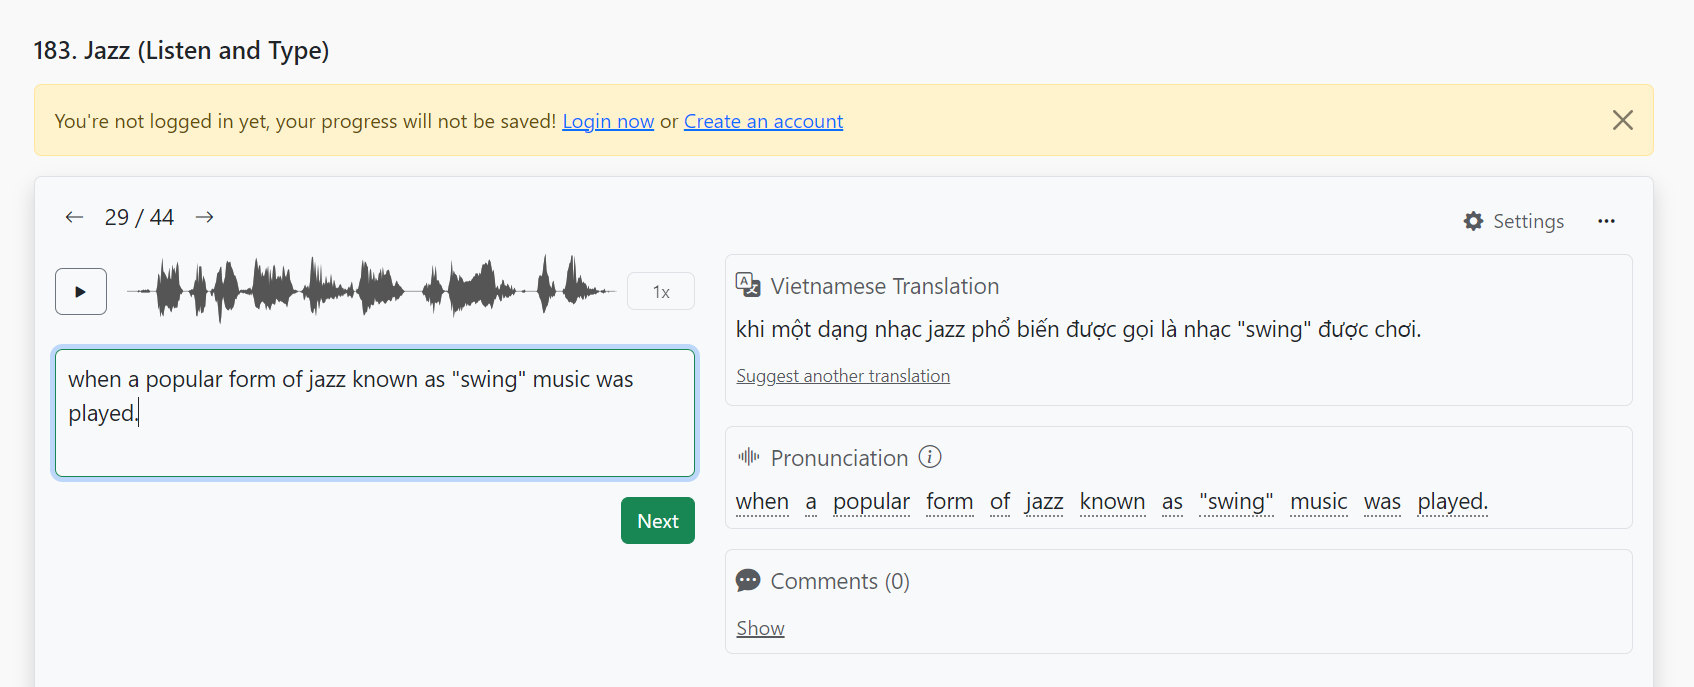 183. Jazz (Listen and Type)
You're not logged in yet, your progress will not be saved! Login now or Create an account
29 / 44
Settings
1x
when a popular form of jazz known as "swing" music was
played.
Next
Vietnamese Translation
khi một dạng nhạc jazz phổ biến được gọi là nhạc "swing" được chơi.
Suggest another translation
Pronunciation
when a popular form of jazz known as "swing" music was played.
Comments (0)
Show